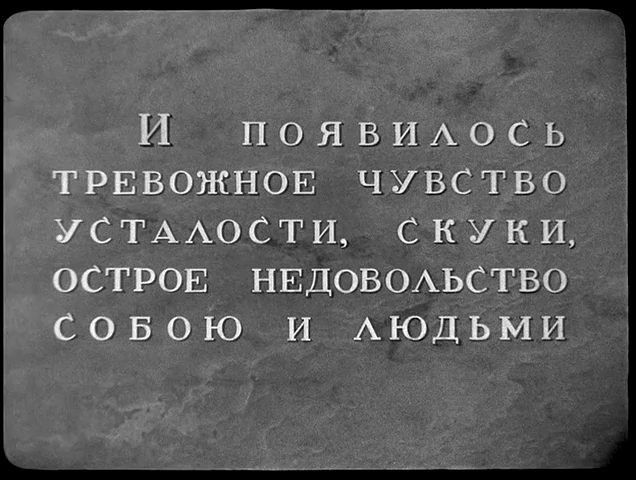 И ПОЯВИЛОСЬ
ТРЕВОЖНОЕ ЧУВСТВО
УСТАЛОСТИ, СКУКИ,
ОСТРОЕ НЕДОВОЛЬСТВО
СОБОЮ И ЛЮДЬМИ